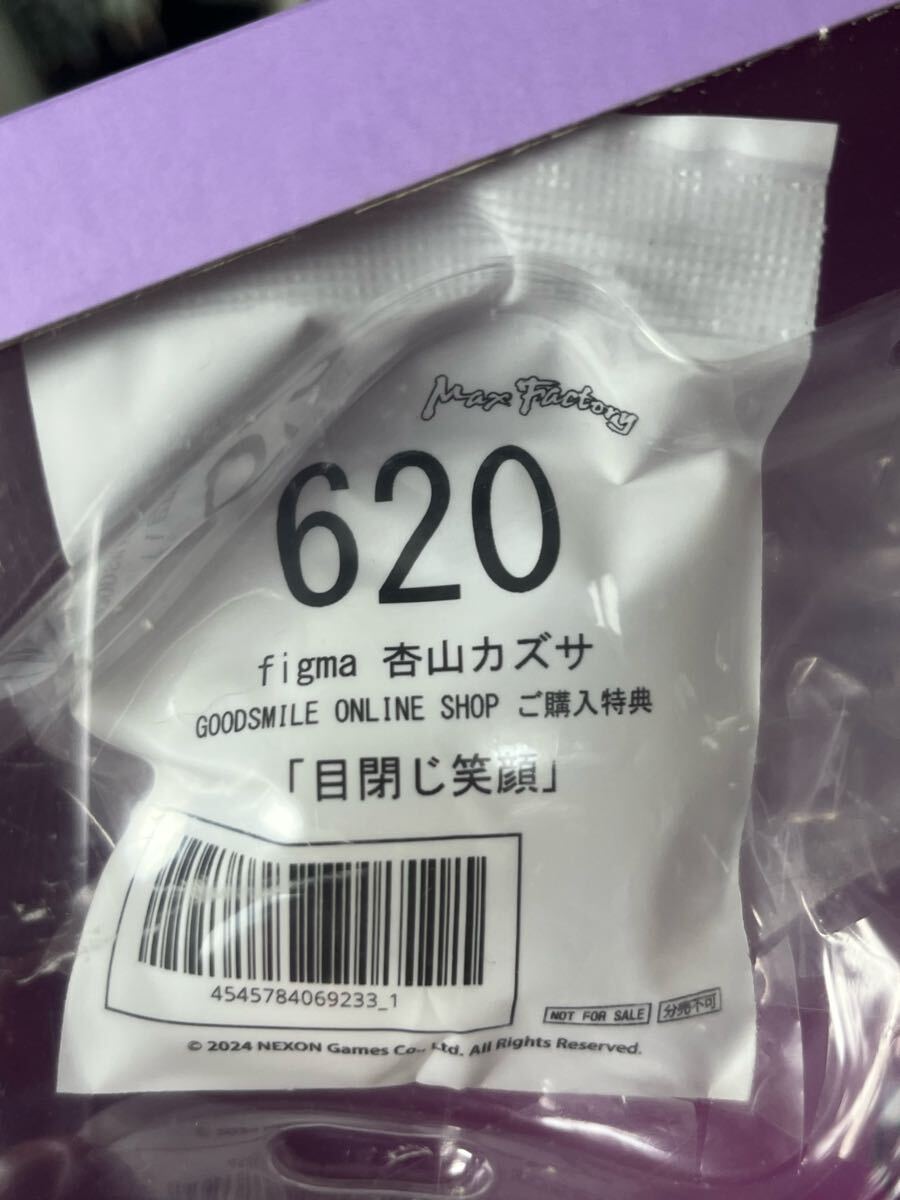 Max Factory
620
figma 杏山カズサ
GOODSMILE ONLINE SHOP ご購入特典
「目閉じ笑顔」
4545784069233_1
NOT FOR SALE 分売不可
© 2024 NEXON Games Co., Ltd. All Rights Reserved.